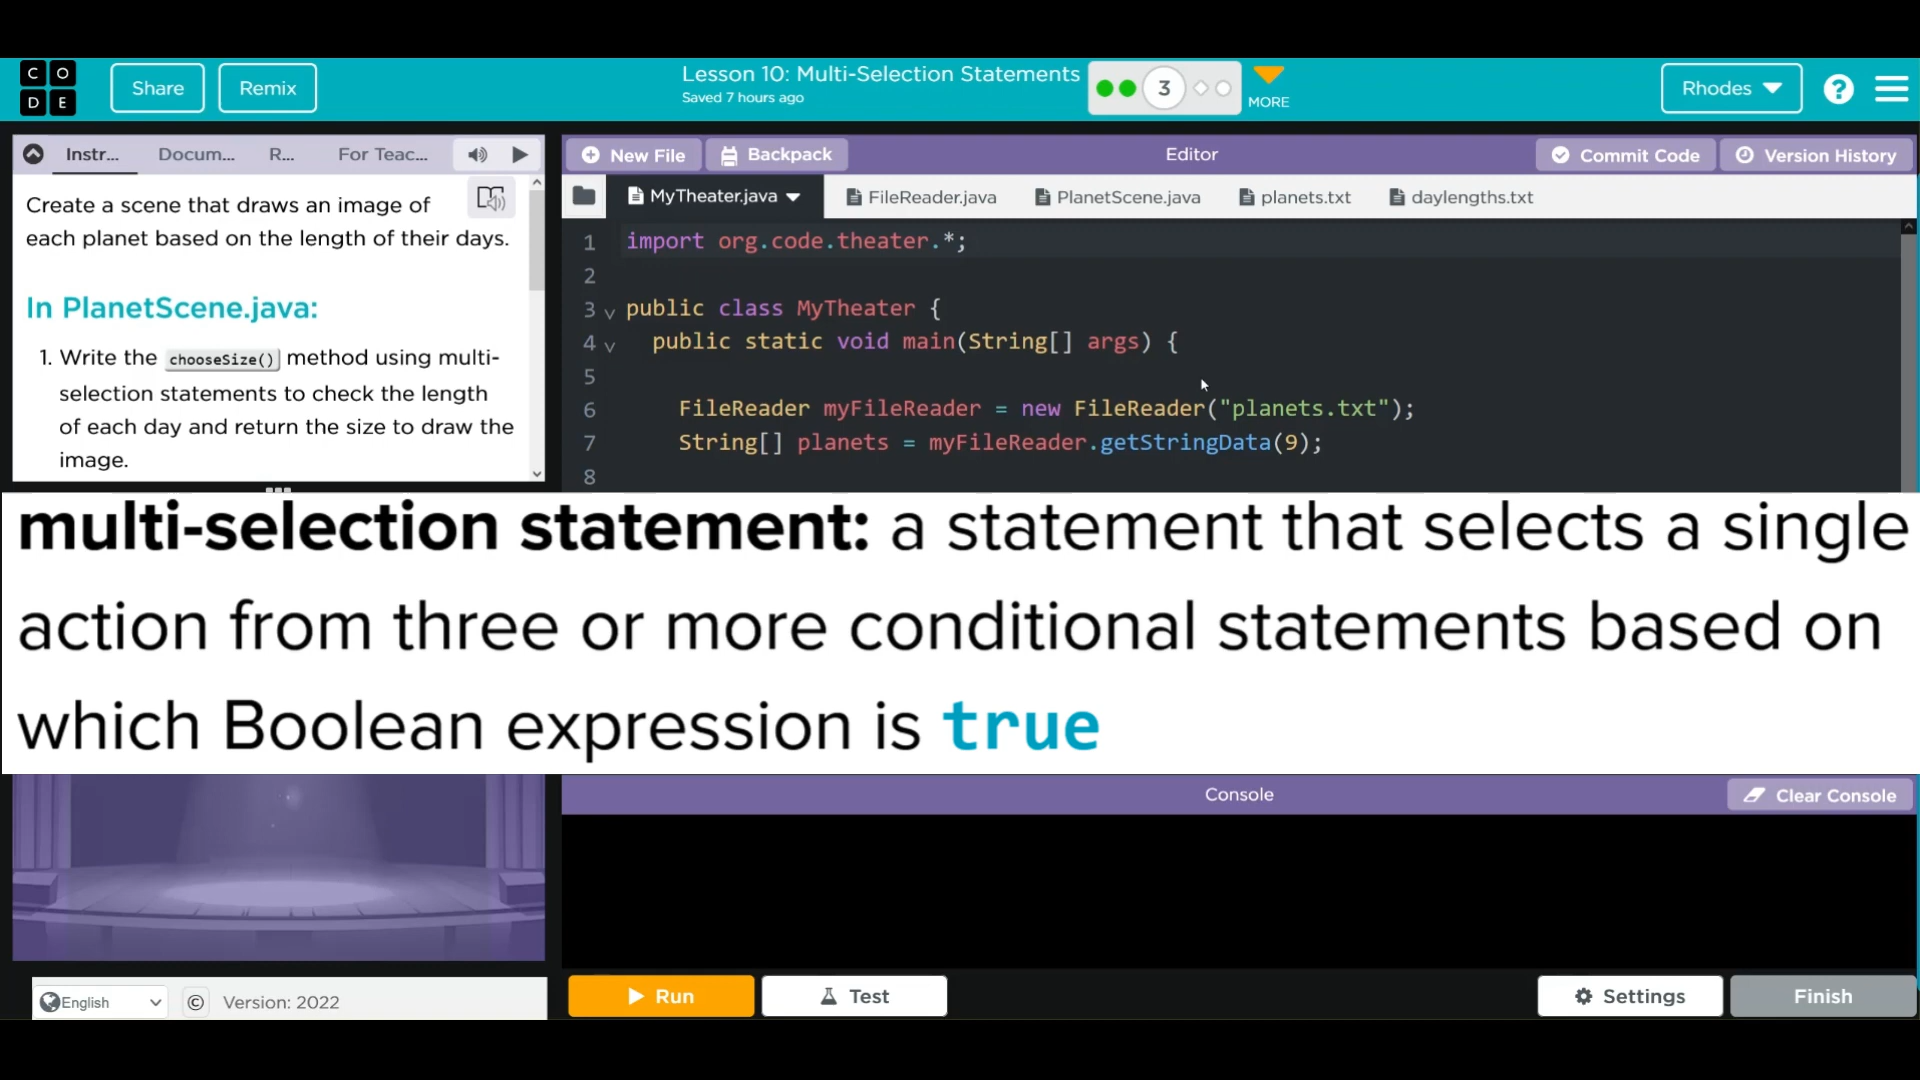 C O
D E
Share
Remix
Lesson 10: Multi-Selection Statements
Saved 7 hours ago
3
MORE
Rhodes
?
Instr...
Docum...
R...
For Teac...
New File
Backpack
Editor
Commit Code
Version History
MyTheater.java
FileReader.java
PlanetScene.java
planets.txt
daylengths.txt
Create a scene that draws an image of
each planet based on the length of their days.
In PlanetScene.java:
1. Write the chooseSize() method using multi-
selection statements to check the length
of each day and return the size to draw the
image.
1 import org.code.theater.*;
2
3 public class MyTheater {
4 public static void main(String[] args) {
5
6 FileReader myFileReader = new FileReader("planets.txt");
7 String[] planets = myFileReader.getStringData(9);
8
multi-selection statement: a statement that selects a single
action from three or more conditional statements based on
which Boolean expression is true
Console
Clear Console
English
© Version: 2022
Run
Test
Settings
Finish